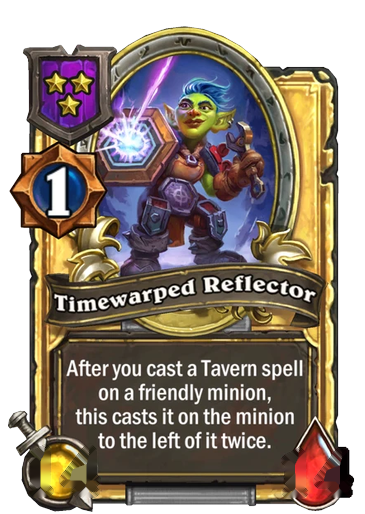 1
Timewarped Reflector
After you cast a Tavern spell
on a friendly minion,
this casts it on the minion
to the left of it twice.